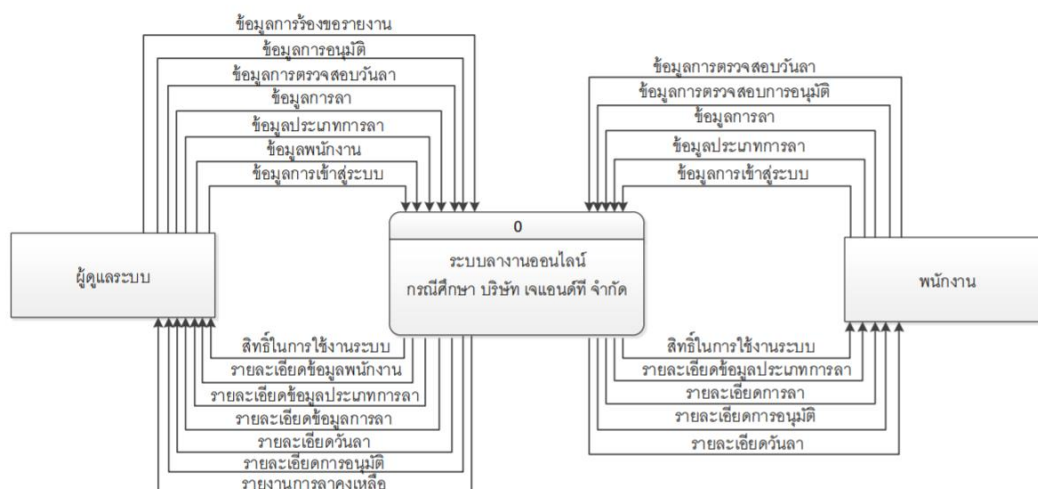 ข้อมูลการร้องขอรายงาน
ข้อมูลการอนุมัติ
ข้อมูลการตรวจสอบวันลา
ข้อมูลการลา
ข้อมูลประเภทการลา
ข้อมูลพนักงาน
ข้อมูลการเข้าสู่ระบบ
ข้อมูลการตรวจสอบวันลา
ข้อมูลการตรวจสอบการอนุมัติ
ข้อมูลการลา
ข้อมูลประเภทการลา
ข้อมูลการเข้าสู่ระบบ
ผู้ดูแลระบบ
0
ระบบลางานออนไลน์
กรณีศึกษา บริษัท เจแอนด์ที จำกัด
พนักงาน
สิทธิ์ในการใช้งานระบบ
รายละเอียดข้อมูลพนักงาน
รายละเอียดข้อมูลประเภทการลา
รายละเอียดข้อมูลการลา
รายละเอียดวันลา
รายละเอียดการอนุมัติ
รายงานการลาคงเหลือ
สิทธิ์ในการใช้งานระบบ
รายละเอียดข้อมูลประเภทการลา
รายละเอียดการลา
รายละเอียดการอนุมัติ
รายละเอียดวันลา